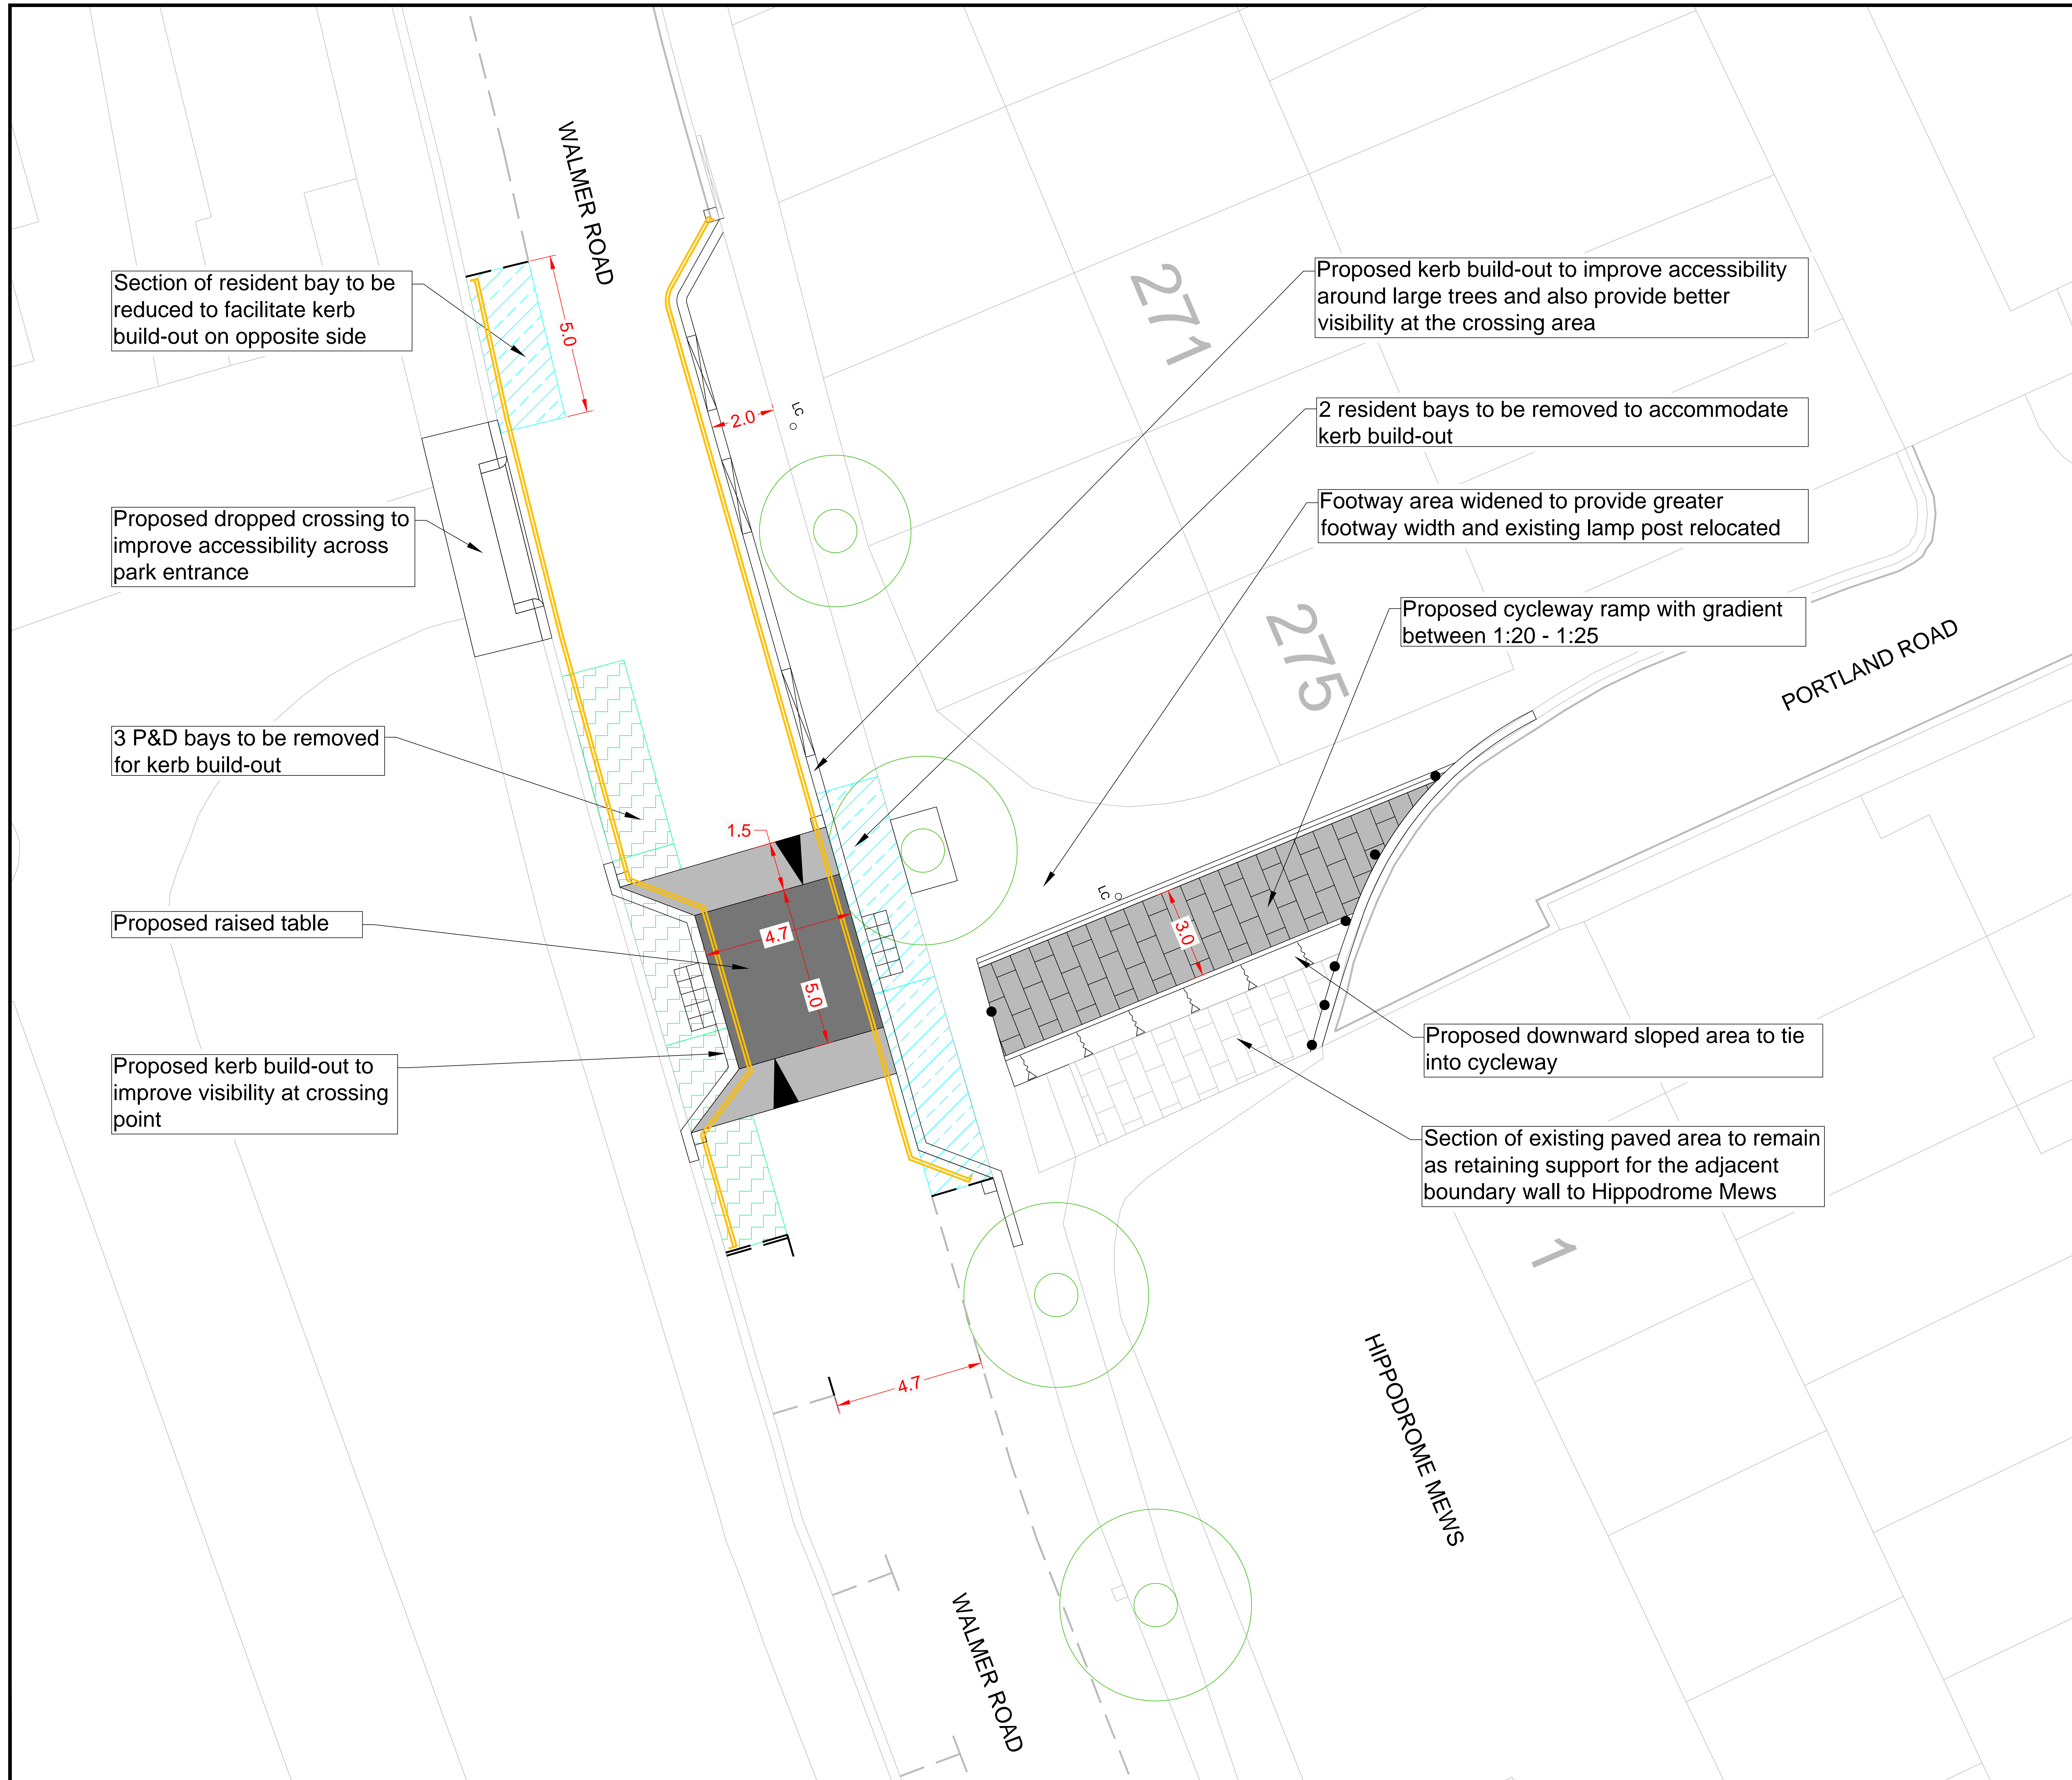 WALMER ROAD
Section of resident bay to be
reduced to facilitate kerb
build-out on opposite side
5.0
Proposed kerb build-out to improve accessibility
around large trees and also provide better
visibility at the crossing area
271
2.0
LC
2 resident bays to be removed to accommodate
kerb build-out
Proposed dropped crossing to
improve accessibility across
park entrance
Footway area widened to provide greater
footway width and existing lamp post relocated
275
Proposed cycleway ramp with gradient
between 1:20 - 1:25
PORTLAND ROAD
3 P&D bays to be removed
for kerb build-out
1.5
LC
Proposed raised table
4.7
3.0
5.0
Proposed kerb build-out to
improve visibility at crossing
point
Proposed downward sloped area to tie
into cycleway
Section of existing paved area to remain
as retaining support for the adjacent
boundary wall to Hippodrome Mews
1
4.7
HIPPODROME MEWS
WALMER ROAD